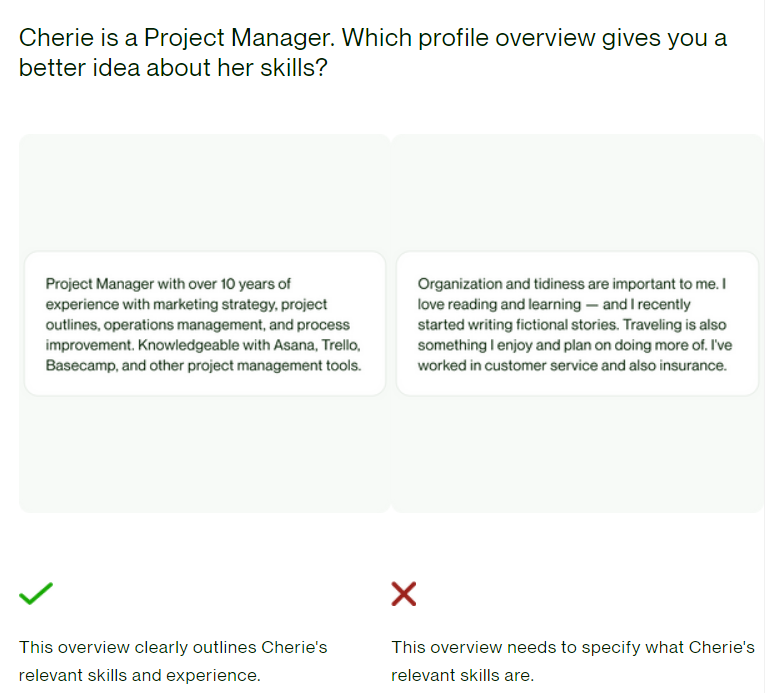 Cherie is a Project Manager. Which profile overview gives you a
better idea about her skills?
Project Manager with over 10 years of
experience with marketing strategy, project
outlines, operations management, and process
improvement. Knowledgeable with Asana, Trello,
Basecamp, and other project management tools.
Organization and tidiness are important to me. I
love reading and learning — and I recently
started writing fictional stories. Traveling is also
something I enjoy and plan on doing more of. I've
worked in customer service and also insurance.
This overview clearly outlines Cherie's
relevant skills and experience.
This overview needs to specify what Cherie's
relevant skills are.